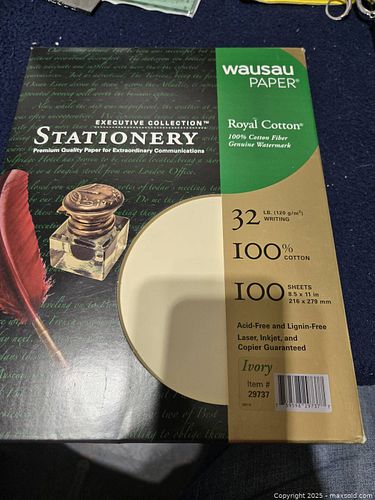 wausau
PAPER®
EXECUTIVE COLLECTION™
STATIONERY
Premium Quality Paper for Extraordinary Communications
Royal Cotton®
100% Cotton Fiber
Genuine Watermark
32 LB. (120 g/m²)
WRITING
100%
COTTON
100 SHEETS
8.5 x 11 in
216 x 279 mm
Acid-Free and Lignin-Free
Laser, Inkjet, and
Copier Guaranteed
Ivory
Item #
29737
Copyright 2025 - maxsold.com